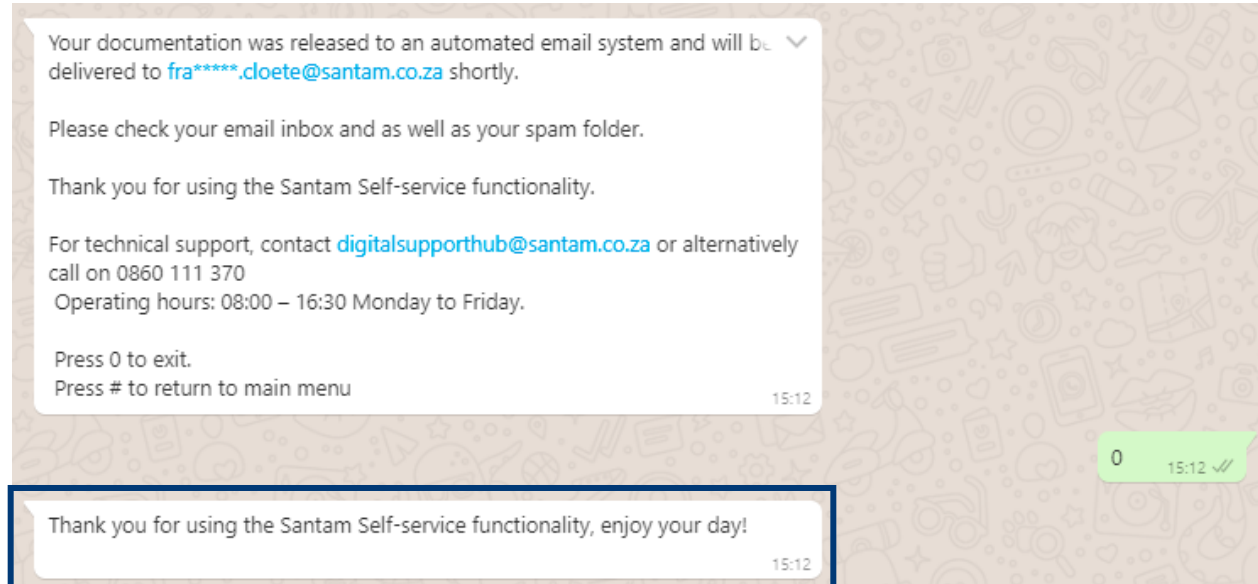 Your documentation was released to an automated email system and will be
delivered to fra*****.cloete@santam.co.za shortly.
Please check your email inbox and as well as your spam folder.
Thank you for using the Santam Self-service functionality.
For technical support, contact digitalsupporthub@santam.co.za or alternatively
call on 0860 111 370
Operating hours: 08:00 – 16:30 Monday to Friday.
Press 0 to exit.
Press # to return to main menu
15:12
0
15:12
Thank you for using the Santam Self-service functionality, enjoy your day!
15:12